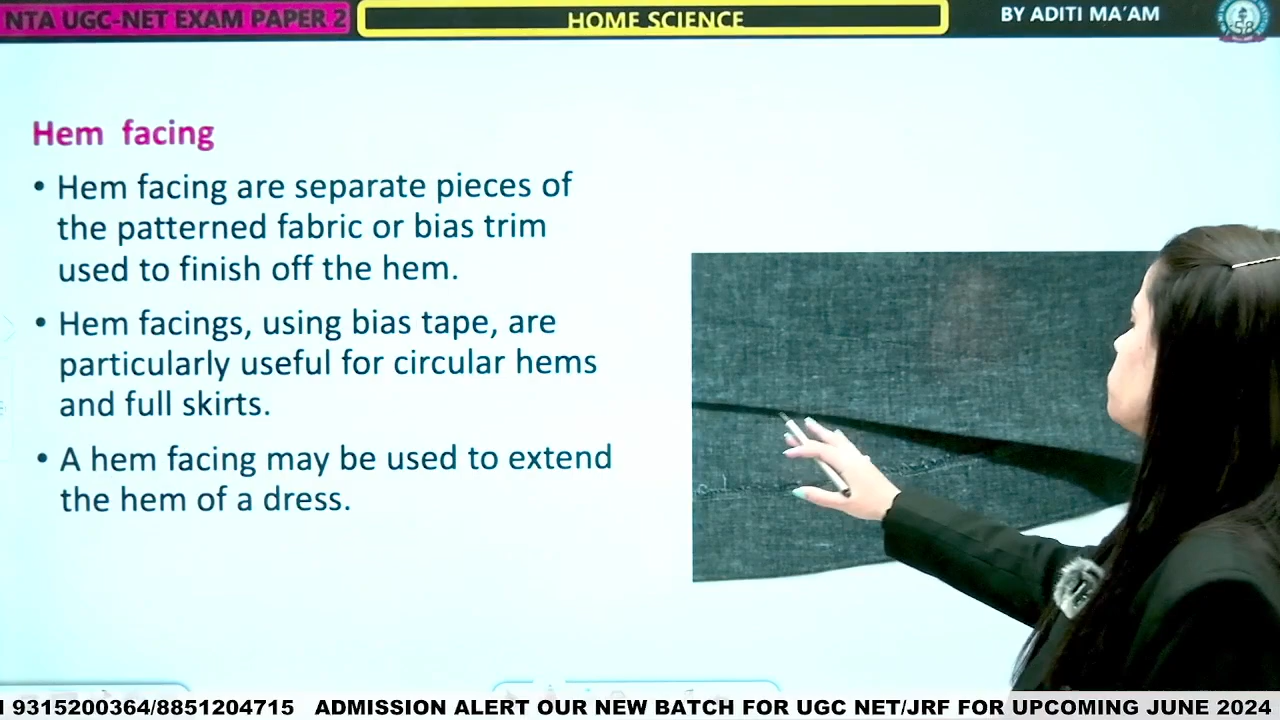 NTA UGC-NET EXAM PAPER 2
HOME SCIENCE
BY ADITI MA'AM
Hem facing
• Hem facing are separate pieces of
the patterned fabric or bias trim
used to finish off the hem.
• Hem facings, using bias tape, are
particularly useful for circular hems
and full skirts.
• A hem facing may be used to extend
the hem of a dress.
9315200364/8851204715 ADMISSION ALERT OUR NEW BATCH FOR UGC NET/JRF FOR UPCOMING JUNE 2024